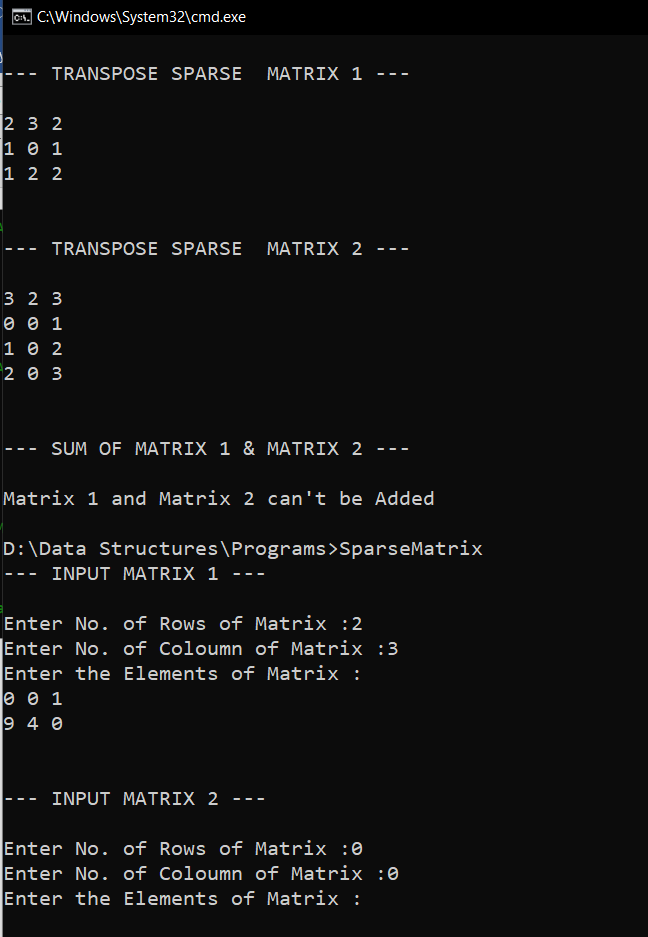 C:\Windows\System32\cmd.exe
--- TRANSPOSE SPARSE  MATRIX 1 ---
2 3 2
1 0 1
1 2 2
--- TRANSPOSE SPARSE  MATRIX 2 ---
3 2 3
0 0 1
1 0 2
2 0 3
--- SUM OF MATRIX 1 & MATRIX 2 ---
Matrix 1 and Matrix 2 can't be Added
D:\Data Structures\Programs>SparseMatrix
--- INPUT MATRIX 1 ---
Enter No. of Rows of Matrix :2
Enter No. of Coloumn of Matrix :3
Enter the Elements of Matrix :
0 0 1
9 4 0
--- INPUT MATRIX 2 ---
Enter No. of Rows of Matrix :0
Enter No. of Coloumn of Matrix :0
Enter the Elements of Matrix :